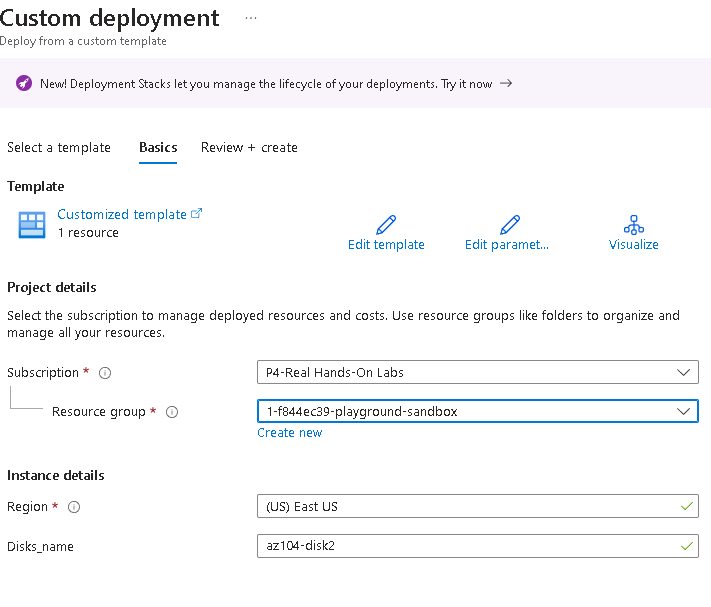 Custom deployment ...
Deploy from a custom template
New! Deployment Stacks let you manage the lifecycle of your deployments. Try it now →
Select a template Basics Review + create
Template
Customized template
1 resource
Edit template Edit paramet... Visualize
Project details
Select the subscription to manage deployed resources and costs. Use resource groups like folders to organize and
manage all your resources.
Subscription * P4-Real Hands-On Labs
Resource group * 1-f844ec39-playground-sandbox
Create new
Instance details
Region * (US) East US
Disks_name az104-disk2